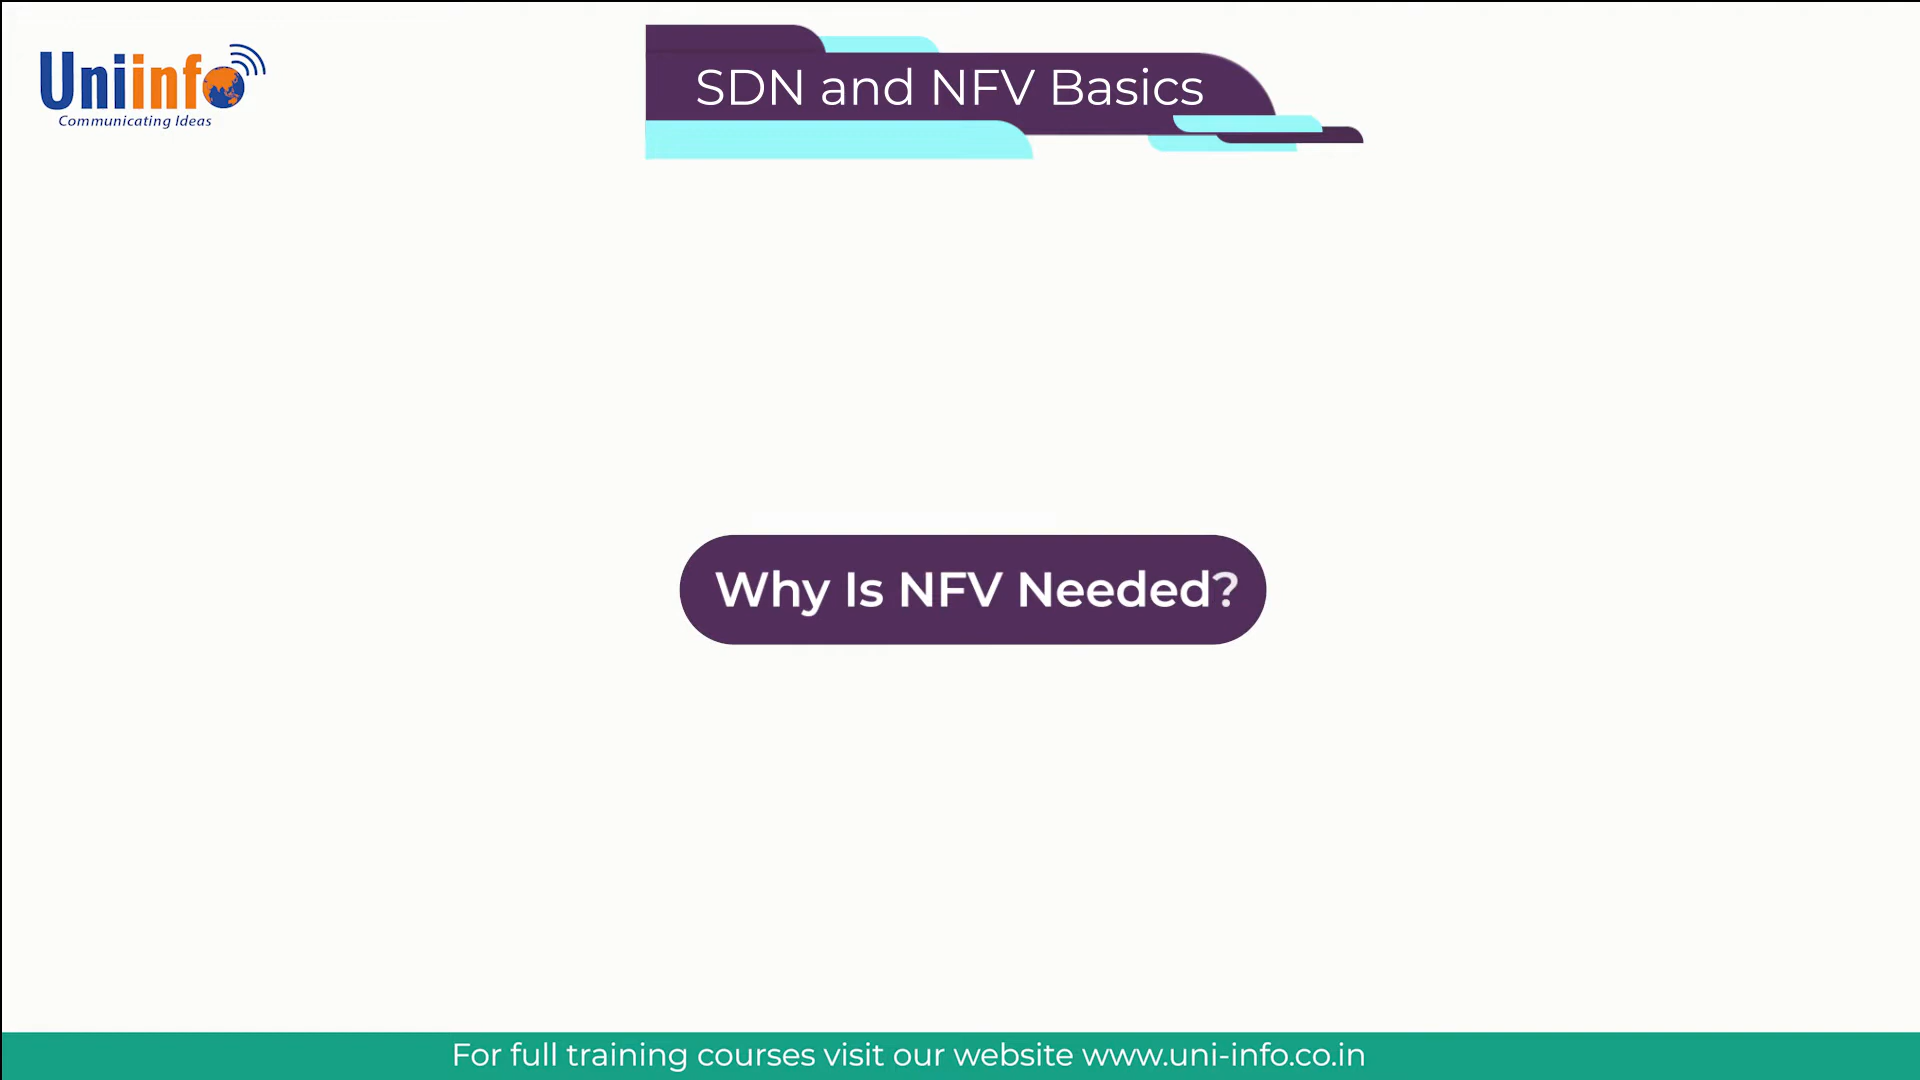 Uniinfo
Communicating Ideas
SDN and NFV Basics
Why Is NFV Needed?
For full training courses visit our website www.uni-info.co.in